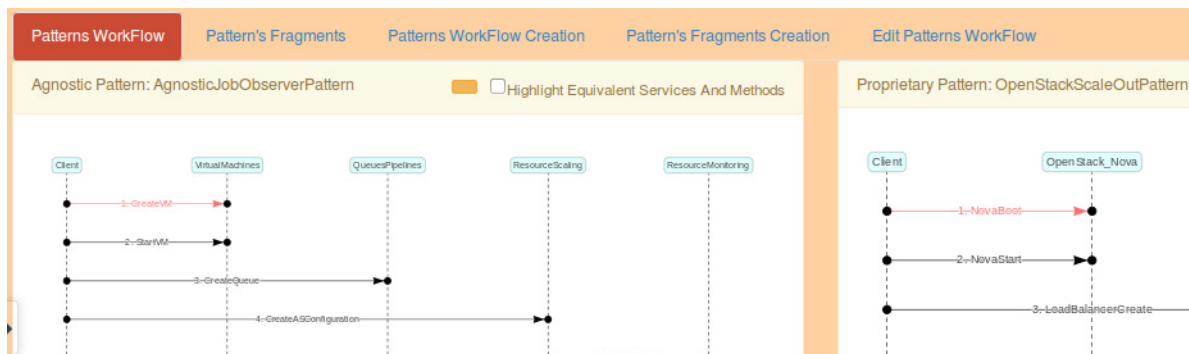 Patterns WorkFlow Pattern's Fragments Patterns WorkFlow Creation Pattern's Fragments Creation Edit Patterns WorkFlow
Agnostic Pattern: AgnosticJobObserverPattern Highlight Equivalent Services And Methods
Client VirtualMachines QueuesPipelines ResourceScaling ResourceMonitoring
1. CreateVM
2. StartVM
3. CreateQueue
4. CreateASConfiguration
Proprietary Pattern: OpenStackScaleOutPattern
Client OpenStack_Nova
1. NovaBoot
2. NovaStart
3. LoadBalancerCreate